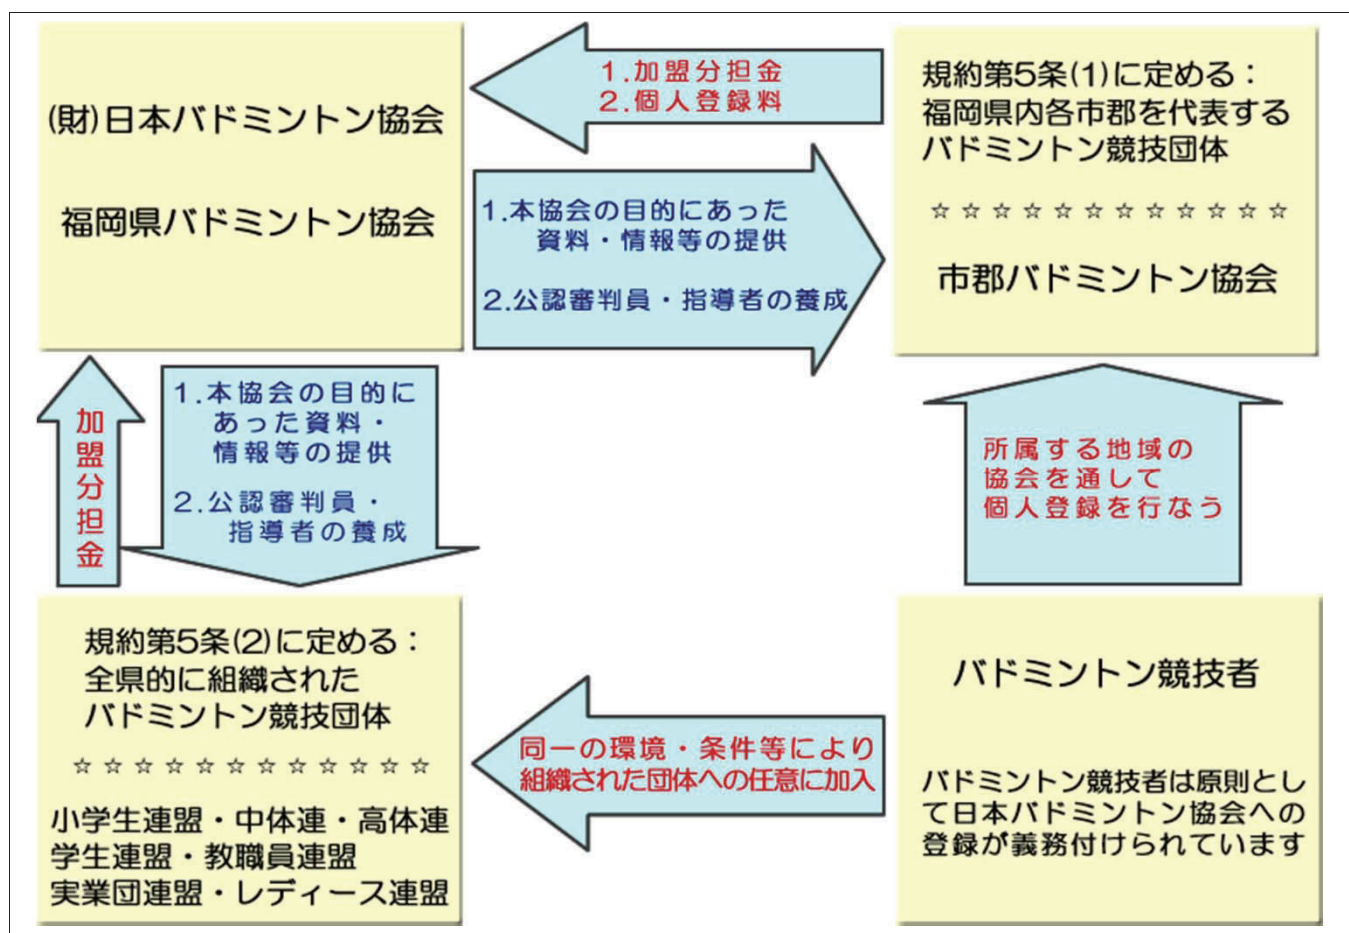 (財)日本バドミントン協会
福岡県バドミントン協会
1.加盟分担金
2.個人登録料
1.本協会の目的にあった
資料・情報等の提供
2.公認審判員・指導者の養成
規約第5条(1)に定める：
福岡県内各市郡を代表する
バドミントン競技団体
☆☆☆☆☆☆☆☆☆☆☆☆
市郡バドミントン協会
加盟分担金
1.本協会の目的に
あった資料・
情報等の提供
2.公認審判員・
指導者の養成
所属する地域の
協会を通して
個人登録を行なう
規約第5条(2)に定める：
全県的に組織された
バドミントン競技団体
☆☆☆☆☆☆☆☆☆☆☆☆
小学生連盟・中体連・高体連
学生連盟・教職員連盟
実業団連盟・レディース連盟
同一の環境・条件等により
組織された団体への任意に加入
バドミントン競技者
バドミントン競技者は原則とし
て日本バドミントン協会への
登録が義務付けられています